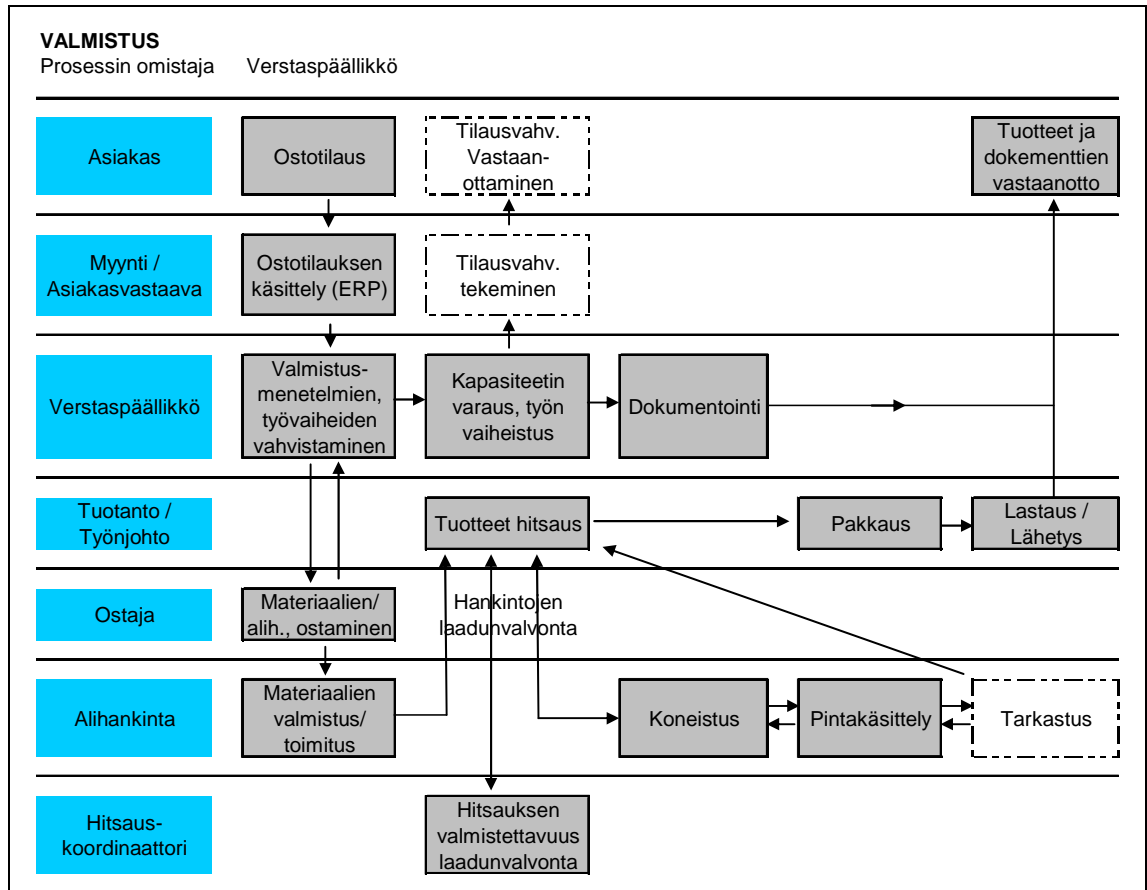 VALMISTUS
Prosessin omistaja Verstaspäällikkö
Asiakas
Ostotilaus
Tilausvahv.
Vastaan-
ottaminen
Tuotteet ja
dokementtien
vastaanotto
Myynti /
Asiakasvastaava
Ostotilauksen
käsittely (ERP)
Tilausvahv.
tekeminen
Verstaspäällikkö
Valmistus-
menetelmien,
työvaiheiden
vahvistaminen
Kapasiteetin
varaus, työn
vaiheistus
Dokumentointi
Tuotanto /
Työnjohto
Tuotteet hitsaus
Pakkaus
Lastaus /
Lähetys
Ostaja
Materiaalien/
alih., ostaminen
Hankintojen
laadunvalvonta
Alihankinta
Materiaalien
valmistus/
toimitus
Koneistus
Pintakäsittely
Tarkastus
Hitsaus-
koordinaattori
Hitsauksen
valmistettavuus
laadunvalvonta